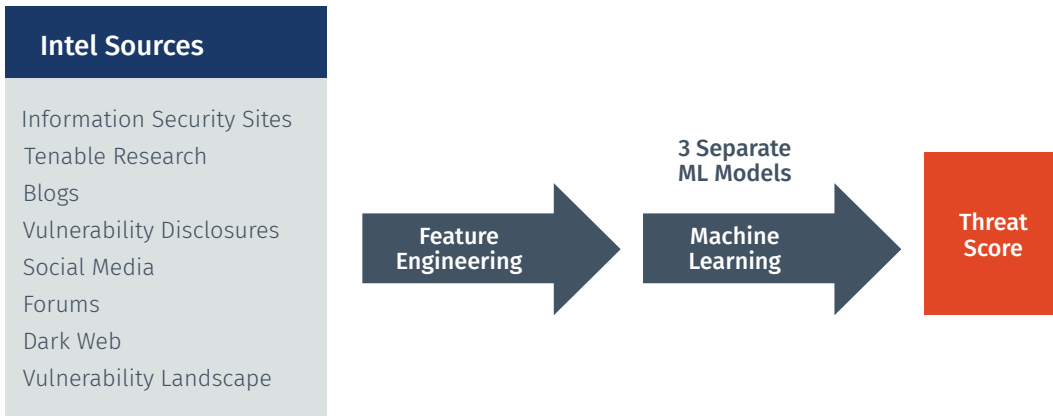 Intel Sources
Information Security Sites
Tenable Research
Blogs
Vulnerability Disclosures
Social Media
Forums
Dark Web
Vulnerability Landscape
Feature
Engineering
3 Separate
ML Models
Machine
Learning
Threat
Score